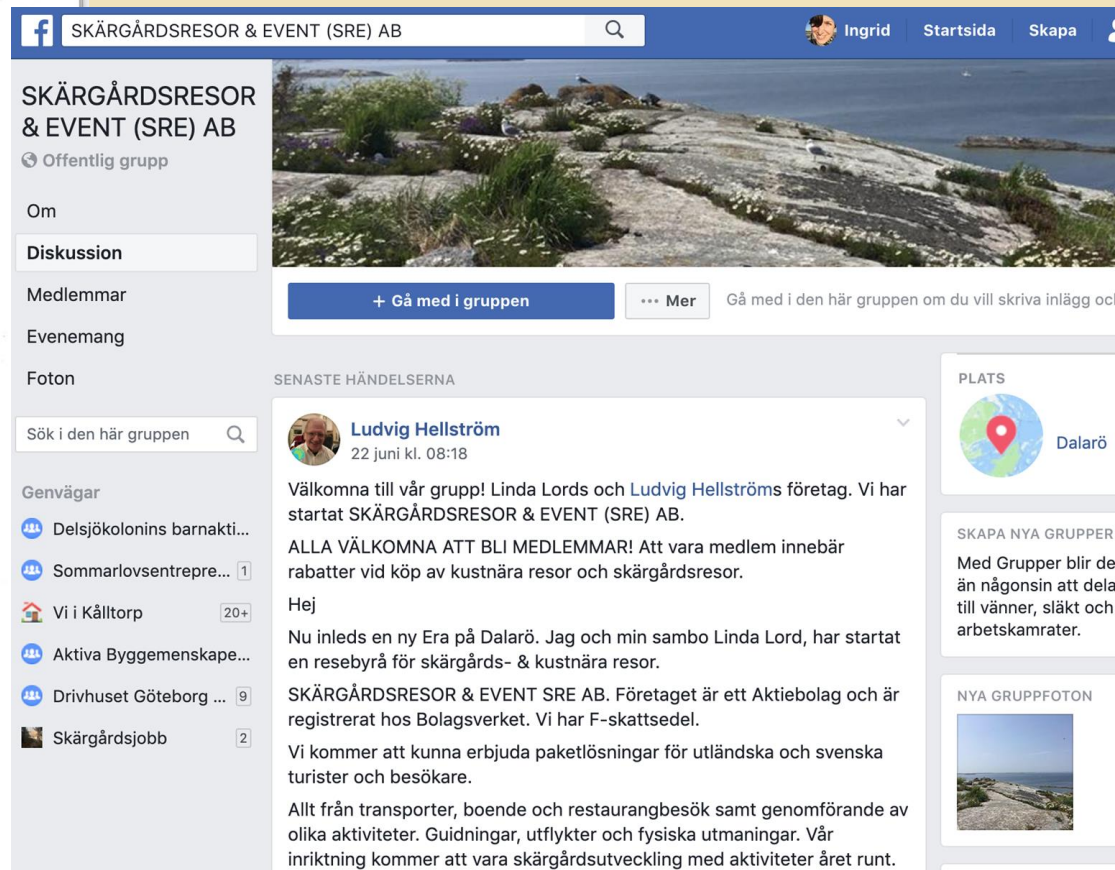 SKÄRGÅRDSRESOR & EVENT (SRE) AB
Ingrid
Startsida
Skapa
SKÄRGÅRDSRESOR
& EVENT (SRE) AB
Offentlig grupp
Om
Diskussion
Medlemmar
Evenemang
Foton
Sök i den här gruppen
Genvägar
Delsjökolonins barnakti...
Sommarlovsentrepre... 1
Vi i Kålltorp 20+
Aktiva Byggemenskape...
Drivhuset Göteborg ... 9
Skärgårdsjobb 2
+ Gå med i gruppen
••• Mer
Gå med i den här gruppen om du vill skriva inlägg och
SENASTE HÄNDELSERNA
Ludvig Hellström
22 juni kl. 08:18
Välkomna till vår grupp! Linda Lords och Ludvig Hellströms företag. Vi har
startat SKÄRGÅRDSRESOR & EVENT (SRE) AB.
ALLA VÄLKOMNA ATT BLI MEDLEMMAR! Att vara medlem innebär
rabatter vid köp av kustnära resor och skärgårdsresor.
Hej
Nu inleds en ny Era på Dalarö. Jag och min sambo Linda Lord, har startat
en resebyrå för skärgårds- & kustnära resor.
SKÄRGÅRDSRESOR & EVENT SRE AB. Företaget är ett Aktiebolag och är
registrerat hos Bolagsverket. Vi har F-skattsedel.
Vi kommer att kunna erbjuda paketlösningar för utländska och svenska
turister och besökare.
Allt från transporter, boende och restaurangbesök samt genomförande av
olika aktiviteter. Guidningar, utflykter och fysiska utmaningar. Vår
inriktning kommer att vara skärgårdsutveckling med aktiviteter året runt.
PLATS
Dalarö
SKAPA NYA GRUPPER
Med Grupper blir de
än någonsin att dela
till vänner, släkt och
arbetskamrater.
NYA GRUPPFOTON